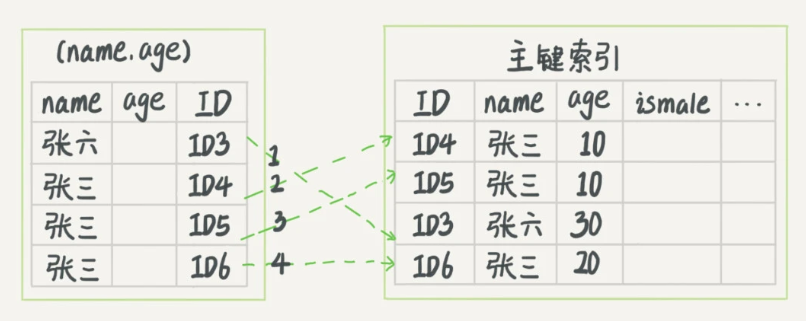 (name.age)
name age ID
张六 ID3
张三 ID4
张三 ID5
张三 ID6
1
2
3
4
主键索引
ID name age ismale ...
ID4 张三 10
ID5 张三 10
ID3 张六 30
ID6 张三 20